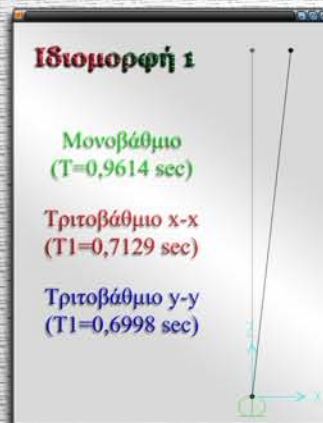 Ιδιομορφή 1
Μονοβάθμιο
(T=0,9614 sec)
Τριτοβάθμιο x-x
(T1=0,7129 sec)
Τριτοβάθμιο y-y
(T1=0,6998 sec)
Z
X